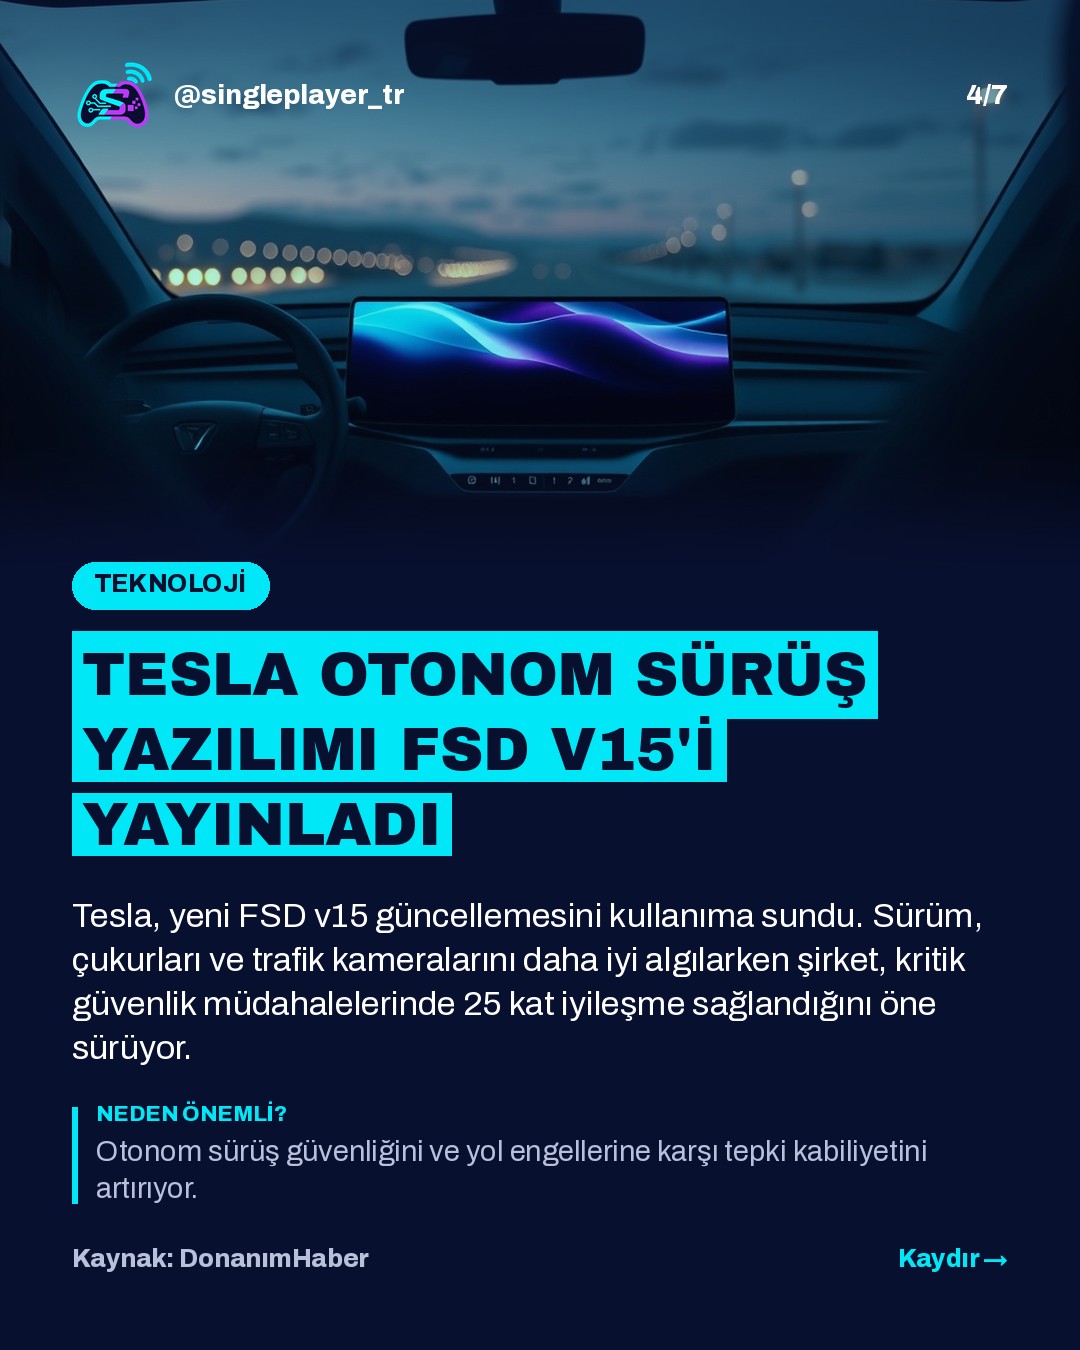 @singleplayer_tr
4/7
TEKNOLOJİ
TESLA OTONOM SÜRÜŞ
YAZILIMI FSD V15'İ
YAYINLADI
Tesla, yeni FSD v15 güncellemesini kullanıma sundu. Sürüm,
çukurları ve trafik kameralarını daha iyi algılarken şirket, kritik
güvenlik müdahalelerinde 25 kat iyileşme sağlandığını öne
sürüyor.
NEDEN ÖNEMLİ?
Otonom sürüş güvenliğini ve yol engellerine karşı tepki kabiliyetini
artırıyor.
Kaynak: DonanımHaber
Kaydır→